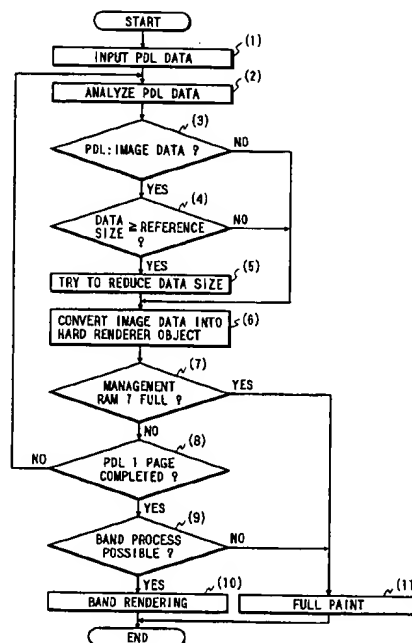 START
(1)
INPUT PDL DATA
(2)
ANALYZE PDL DATA
(3)
PDL: IMAGE DATA ?
NO
YES
(4)
DATA
SIZE ≥ REFERENCE
?
NO
YES
(5)
TRY TO REDUCE DATA SIZE
(6)
CONVERT IMAGE DATA INTO
HARD RENDERER OBJECT
(7)
MANAGEMENT
RAM 7 FULL ?
YES
NO
(8)
PDL 1 PAGE
COMPLETED ?
NO
YES
(9)
BAND PROCESS
POSSIBLE ?
NO
YES
(10)
BAND RENDERING
(11)
FULL PAINT
END